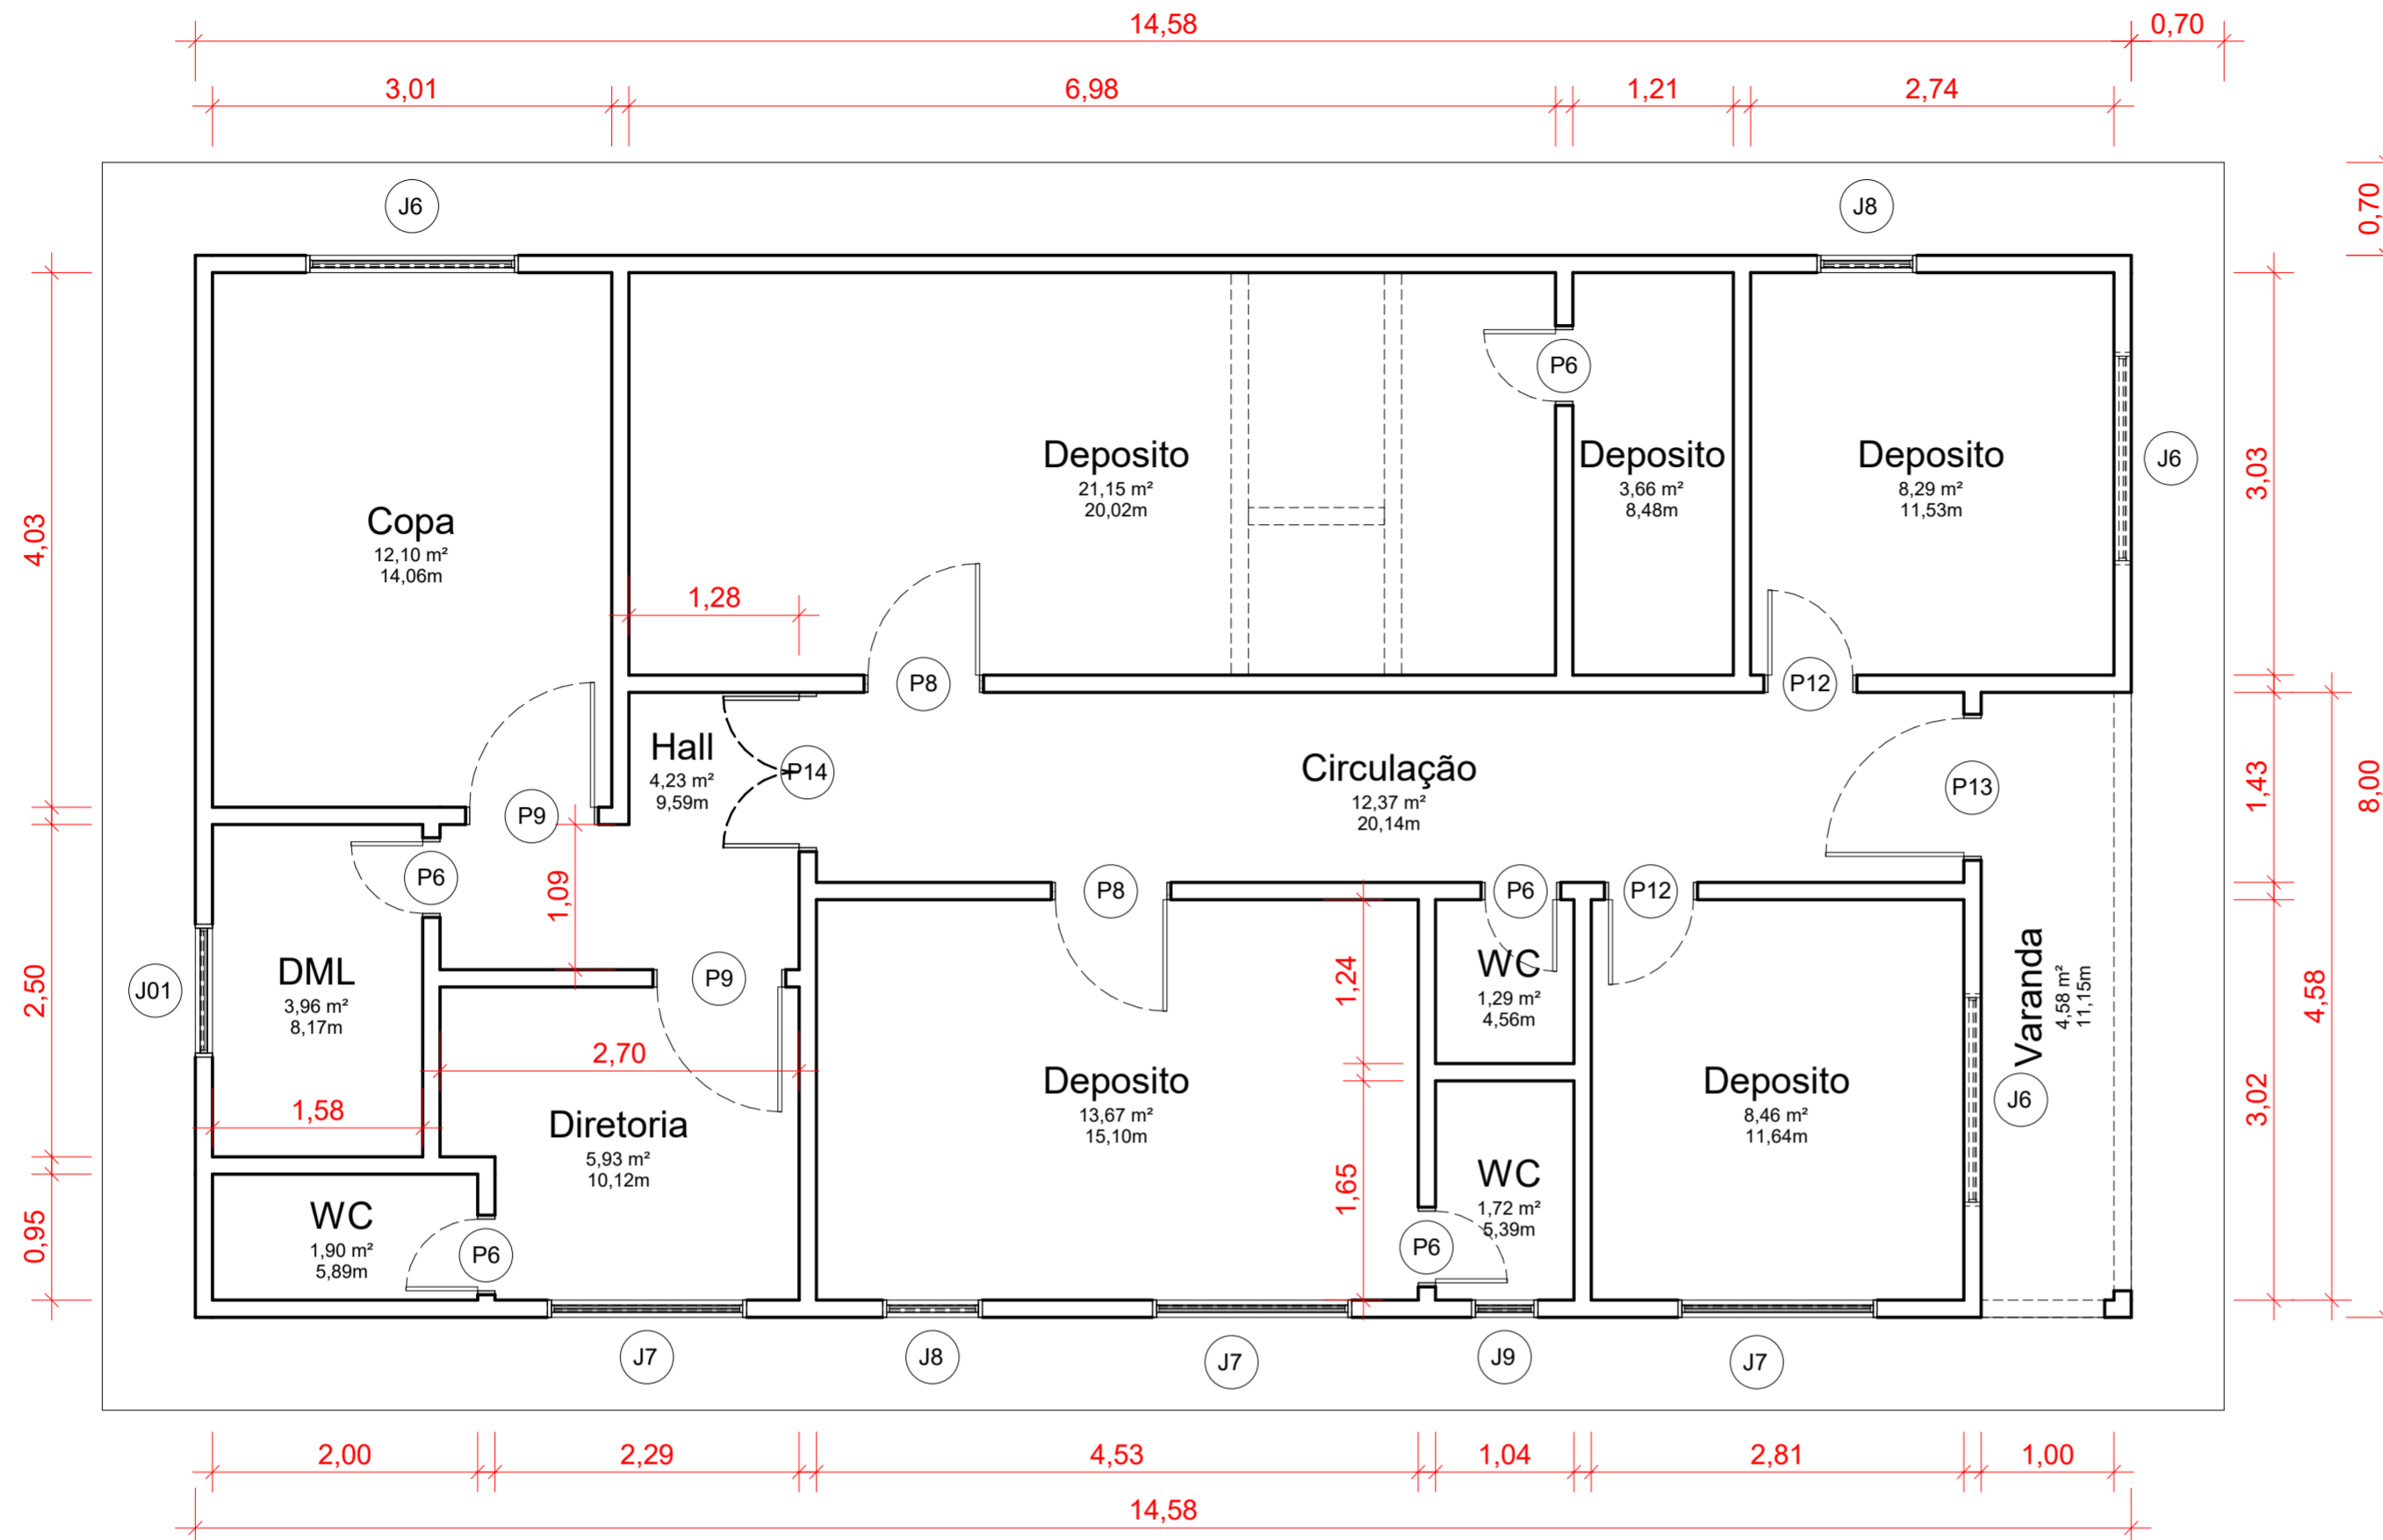 14,58
0,70
3,01
6,98
1,21
2,74
J6
J8
0,70
P6
Deposito
21,15 m²
20,02m
Deposito
3,66 m²
8,48m
Deposito
8,29 m²
11,53m
J6
3,03
Copa
12,10 m²
14,06m
4,03
1,28
P8
P12
Hall
4,23 m²
9,59m
P14
Circulação
12,37 m²
20,14m
P13
1,43
8,00
P9
P6
1,09
P8
P6
P12
DML
3,96 m²
8,17m
J01
2,50
P9
WC
1,29 m²
4,56m
1,24
Varanda
4,58 m²
11,15m
4,58
2,70
1,58
Diretoria
5,93 m²
10,12m
Deposito
13,67 m²
15,10m
Deposito
8,46 m²
11,64m
J6
3,02
1,65
WC
1,72 m²
5,39m
WC
1,90 m²
5,89m
0,95
P6
P6
J7
J8
J7
J9
J7
2,00
2,29
4,53
1,04
2,81
1,00
14,58